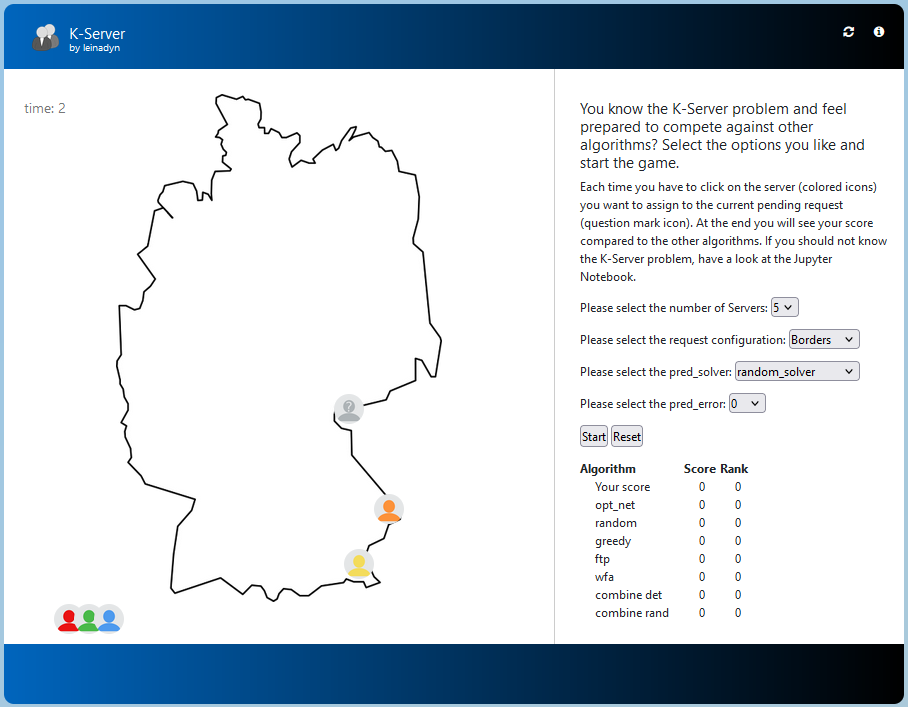 K-Server
by leinadyn
time: 2
You know the K-Server problem and feel
prepared to compete against other
algorithms? Select the options you like and
start the game.
Each time you have to click on the server (colored icons)
you want to assign to the current pending request
(question mark icon). At the end you will see your score
compared to the other algorithms. If you should not know
the K-Server problem, have a look at the Jupyter
Notebook.
Please select the number of Servers: 5
Please select the request configuration: Borders
Please select the pred_solver: random_solver
Please select the pred_error: 0
Start Reset
Algorithm Score Rank
Your score 0 0
opt_net 0 0
random 0 0
greedy 0 0
ftp 0 0
wfa 0 0
combine det 0 0
combine rand 0 0
?